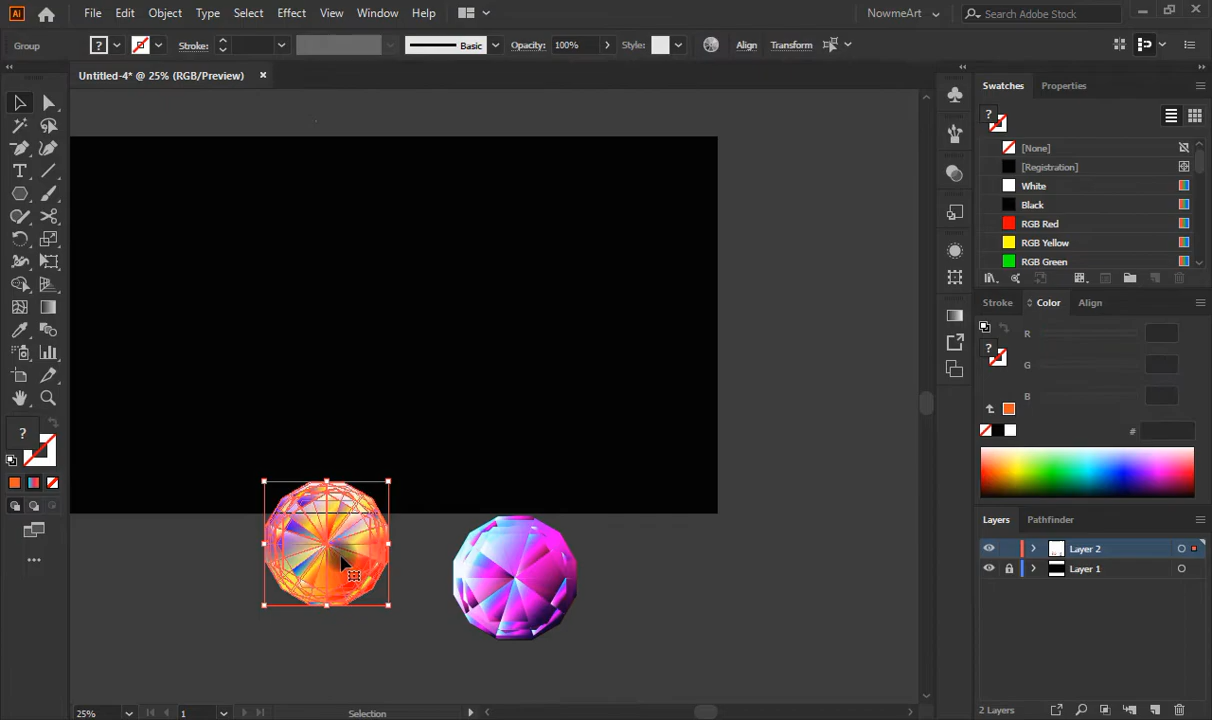 Ai File Edit Object Type Select Effect View Window Help NowmeArt Search Adobe Stock
Group ? Stroke: Basic Opacity: 100% Style: Align Transform
Untitled-4* @ 25% (RGB/Preview) ×
Swatches Properties
?
[None]
[Registration]
White
Black
RGB Red
RGB Yellow
RGB Green
Stroke Color Align
R
? G
B
#
?
Layers Pathfinder
Layer 2
Layer 1
25% 1 Selection 2 Layers